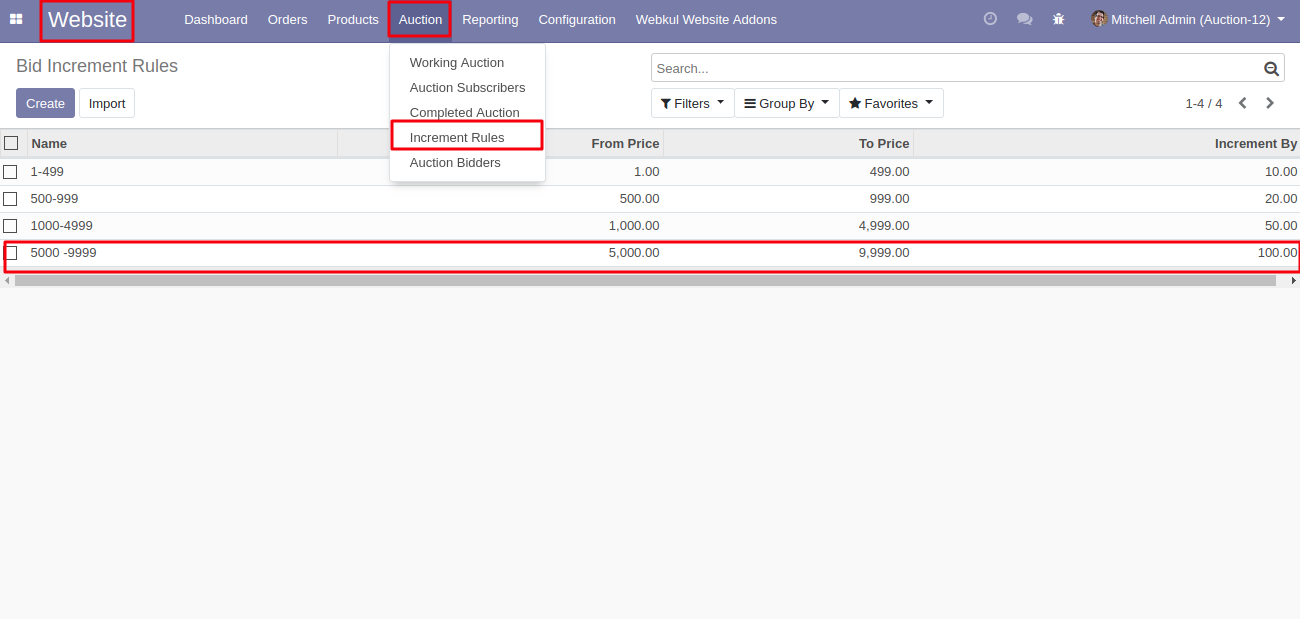 Website Dashboard Orders Products Auction Reporting Configuration Webkul Website Addons Mitchell Admin (Auction-12)
Bid Increment Rules
Search...
Create Import
Filters Group By Favorites 1-4 / 4
Working Auction
Auction Subscribers
Completed Auction
Increment Rules
Auction Bidders
Name From Price To Price Increment By
1-499 1.00 499.00 10.00
500-999 500.00 999.00 20.00
1000-4999 1,000.00 4,999.00 50.00
5000 -9999 5,000.00 9,999.00 100.00